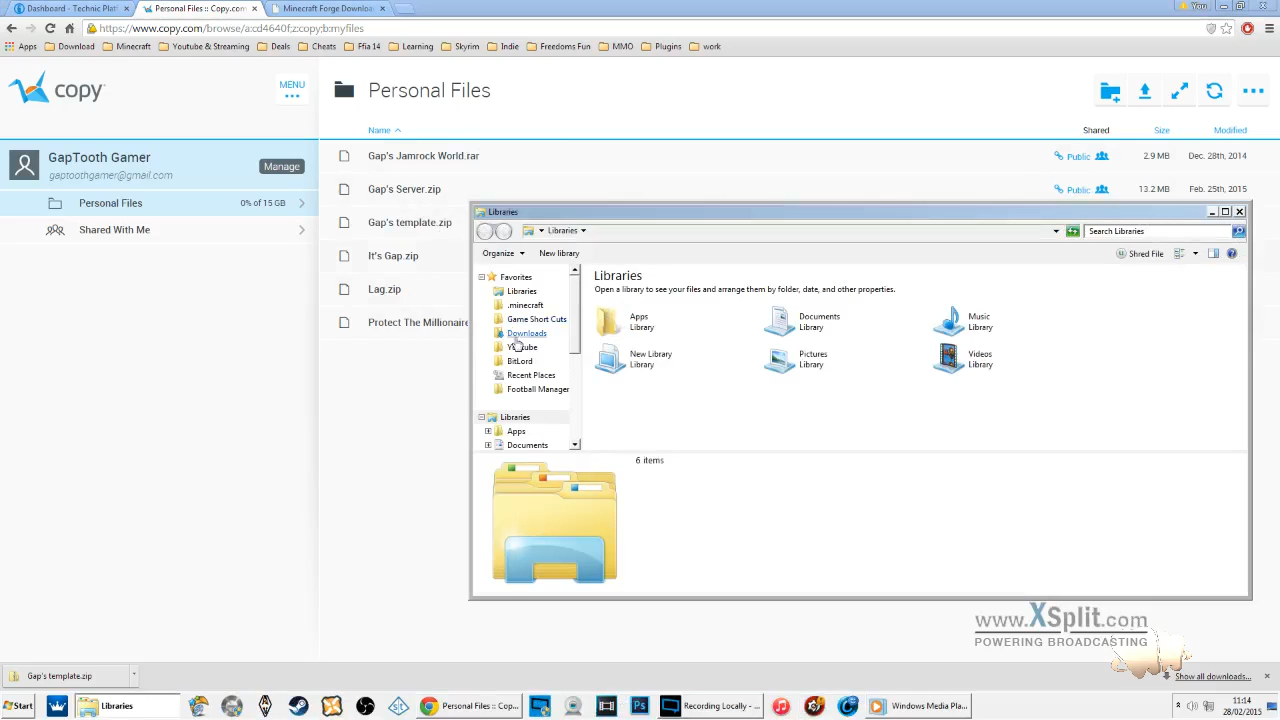 Dashboard - Technic Platf
Personal Files :: Copy.com
Minecraft Forge Downloads
https://www.copy.com/browse/a:cd4640f;z:copy;b:myfiles
Apps
Download
Minecraft
Youtube & Streaming
Deals
Cheats
Ffia 14
Learning
Skyrim
Indie
Freedoms Fun
MMO
Plugins
work
copy
MENU
Personal Files
Name
Shared
Size
Modified
GapTooth Gamer
gaptoothgamer@gmail.com
Manage
Personal Files
0% of 15 GB
Shared With Me
Gap's Jamrock World.rar
Public
2.9 MB
Dec. 28th, 2014
Gap's Server.zip
Public
13.2 MB
Feb. 25th, 2015
Gap's template.zip
It's Gap.zip
Lag.zip
Protect The Millionaire
Libraries
Libraries
Search Libraries
Organize
New library
Shred File
Favorites
Libraries
.minecraft
Game Short Cuts
Downloads
Youtube
BitLord
Recent Places
Football Manager
Libraries
Apps
Documents
Libraries
Open a library to see your files and arrange them by folder, date, and other properties.
Apps
Library
Documents
Library
Music
Library
New Library
Library
Pictures
Library
Videos
Library
6 items
www.XSplit.com
POWERING BROADCASTING
Gap's template.zip
Show all downloads...
Start
Libraries
Personal Files :: Cop...
Recording Locally - ...
Windows Media Pla...
11:14
28/02/2015